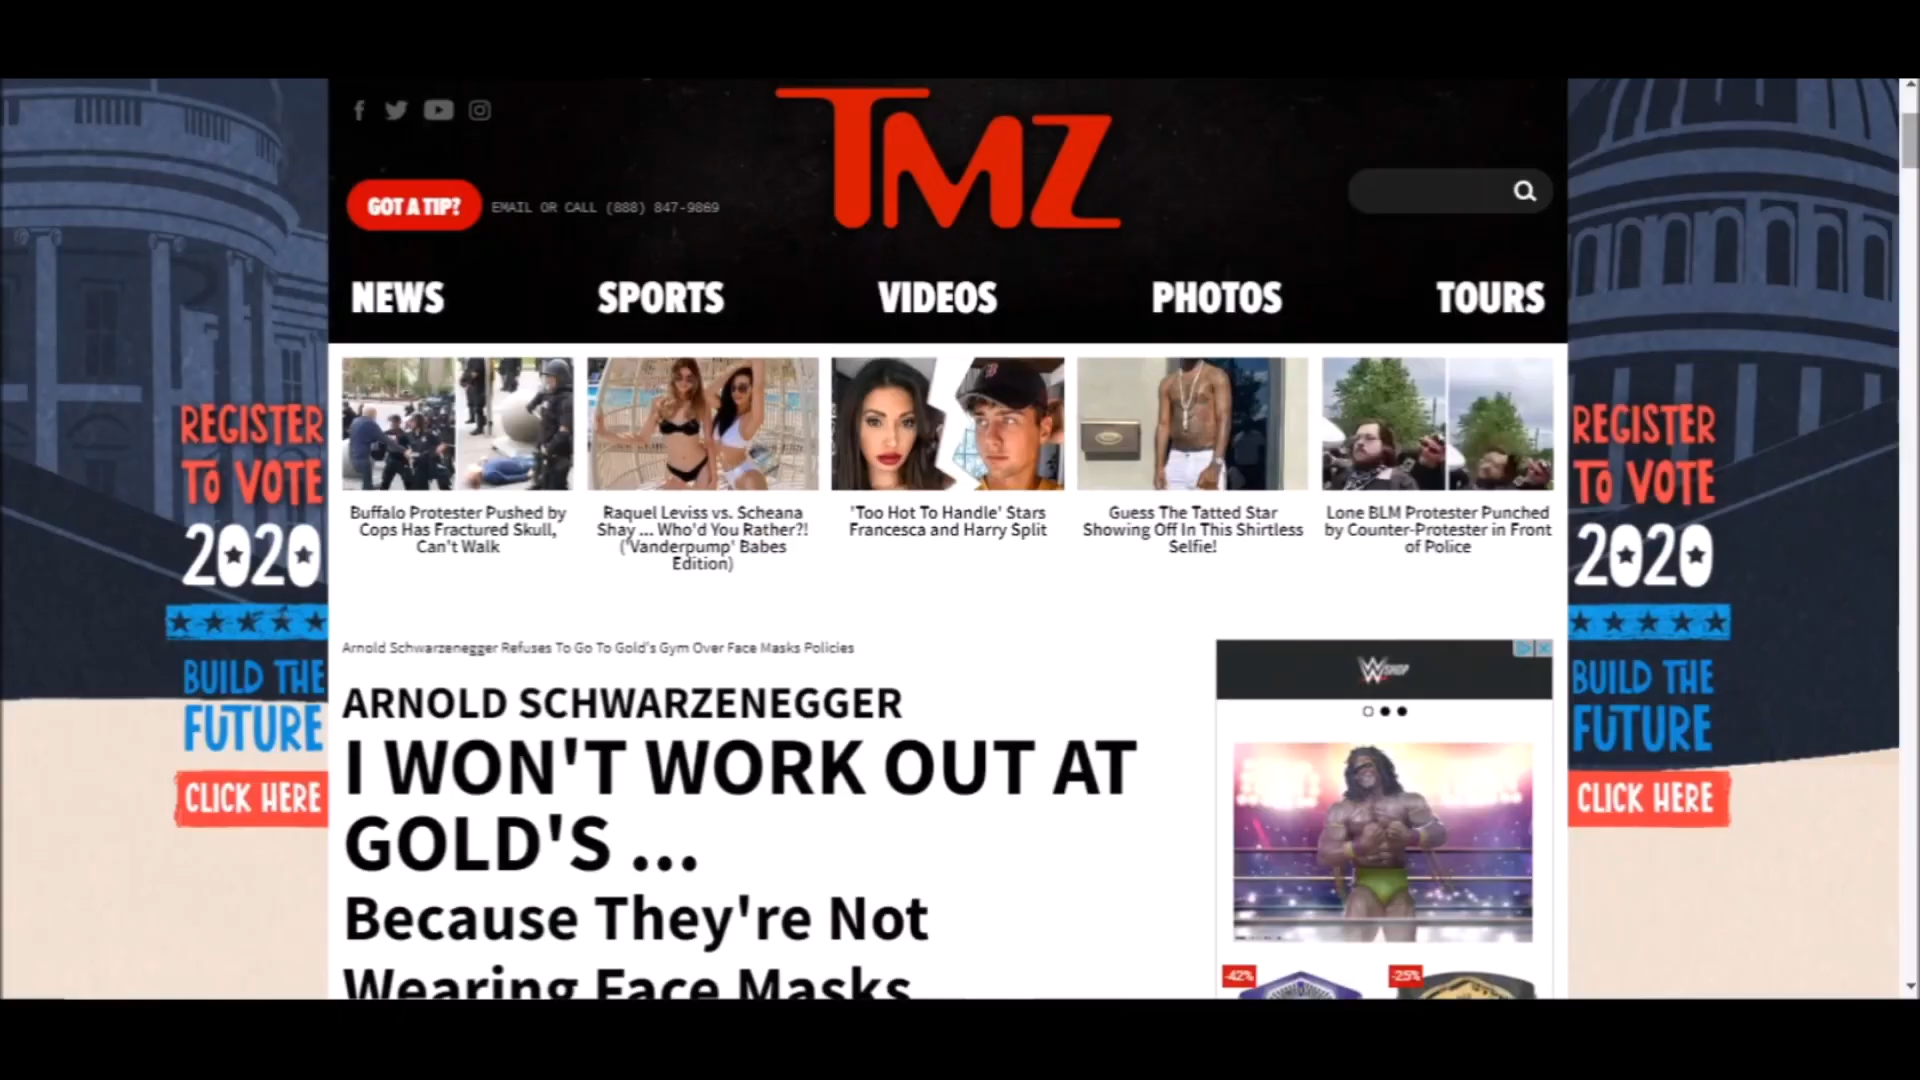 TMZ
GOT A TIP?
EMAIL OR CALL (888) 847-9869
NEWS
SPORTS
VIDEOS
PHOTOS
TOURS
Buffalo Protester Pushed by
Cops Has Fractured Skull,
Can't Walk
Raquel Leviss vs. Scheana
Shay ... Who'd You Rather?!
('Vanderpump' Babes
Edition)
'Too Hot To Handle' Stars
Francesca and Harry Split
Guess The Tatted Star
Showing Off In This Shirtless
Selfie!
Lone BLM Protester Punched
by Counter-Protester in Front
of Police
REGISTER
TO VOTE
2020
BUILD THE
FUTURE
CLICK HERE
Arnold Schwarzenegger Refuses To Go To Gold's Gym Over Face Masks Policies
ARNOLD SCHWARZENEGGER
I WON'T WORK OUT AT
GOLD'S ...
Because They're Not
Wearing Face Masks
W SHOP
-42%
-25%
REGISTER
TO VOTE
2020
BUILD THE
FUTURE
CLICK HERE